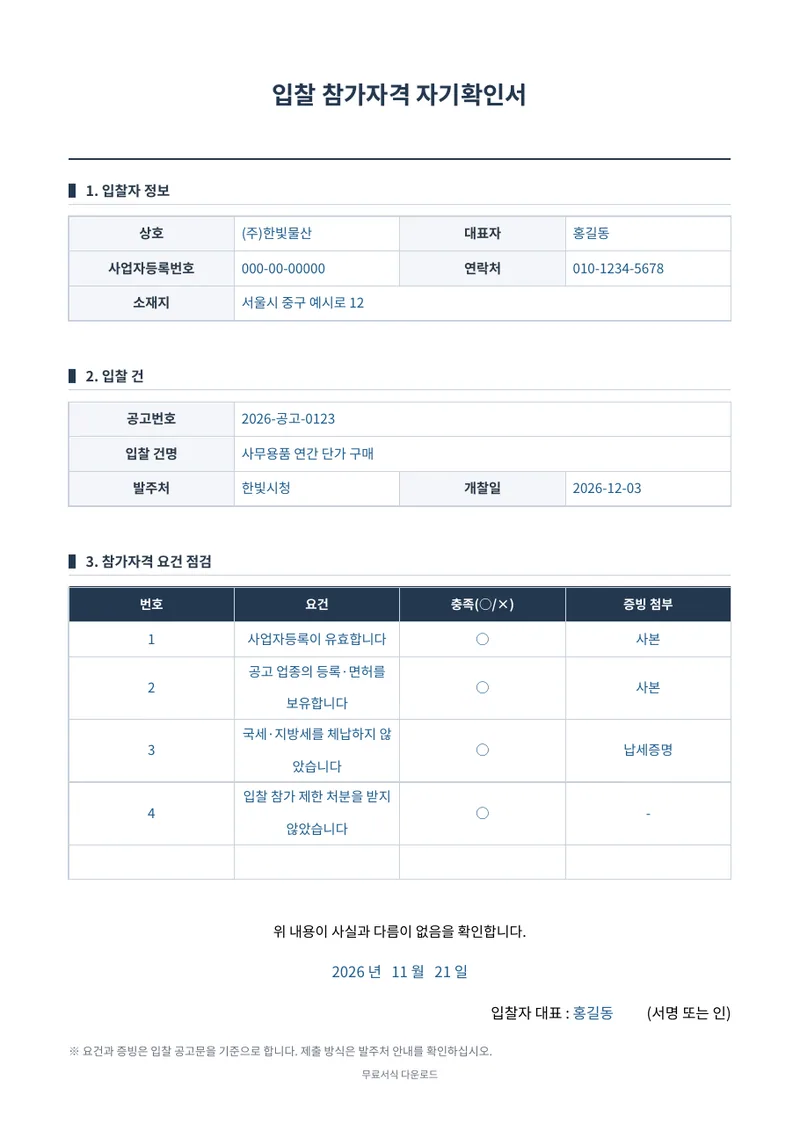 입찰 참가자격 자기확인서
1. 입찰자 정보
상호 (주)한빛물산 대표자 홍길동
사업자등록번호 000-00-00000 연락처 010-1234-5678
소재지 서울시 중구 예시로 12
2. 입찰 건
공고번호 2026-공고-0123
입찰 건명 사무용품 연간 단가 구매
발주처 한빛시청 개찰일 2026-12-03
3. 참가자격 요건 점검
번호 요건 충족(○/×) 증빙 첨부
1 사업자등록이 유효합니다 ○ 사본
2 공고 업종의 등록·면허를 ○ 사본
보유합니다
3 국세·지방세를 체납하지 않 ○ 납세증명
았습니다
4 입찰 참가 제한 처분을 받지 ○ -
않았습니다
위 내용이 사실과 다름이 없음을 확인합니다.
2026 년 11 월 21 일
입찰자 대표 : 홍길동 (서명 또는 인)
※ 요건과 증빙은 입찰 공고문을 기준으로 합니다. 제출 방식은 발주처 안내를 확인하십시오.
무료서식 다운로드